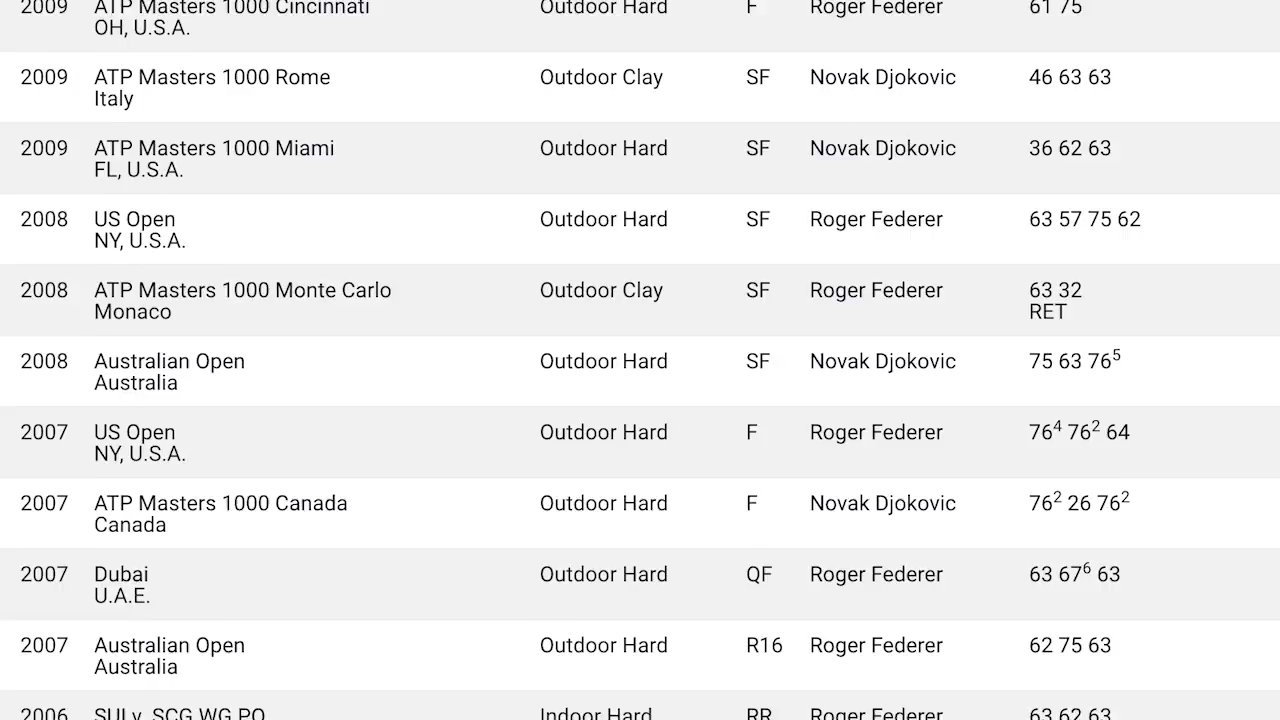 2009 ATP Masters 1000 Cincinnati Outdoor Hard F Roger Federer 61 75
OH, U.S.A.
2009 ATP Masters 1000 Rome Outdoor Clay SF Novak Djokovic 46 63 63
Italy
2009 ATP Masters 1000 Miami Outdoor Hard SF Novak Djokovic 36 62 63
FL, U.S.A.
2008 US Open Outdoor Hard SF Roger Federer 63 57 75 62
NY, U.S.A.
2008 ATP Masters 1000 Monte Carlo Outdoor Clay SF Roger Federer 63 32
Monaco RET
2008 Australian Open Outdoor Hard SF Novak Djokovic 75 63 76⁵
Australia
2007 US Open Outdoor Hard F Roger Federer 76⁴ 76² 64
NY, U.S.A.
2007 ATP Masters 1000 Canada Outdoor Hard F Novak Djokovic 76² 26 76²
Canada
2007 Dubai Outdoor Hard QF Roger Federer 63 67⁶ 63
U.A.E.
2007 Australian Open Outdoor Hard R16 Roger Federer 62 75 63
Australia
2006 SUI v. SCG WG PO Indoor Hard RR Roger Federer 63 62 63